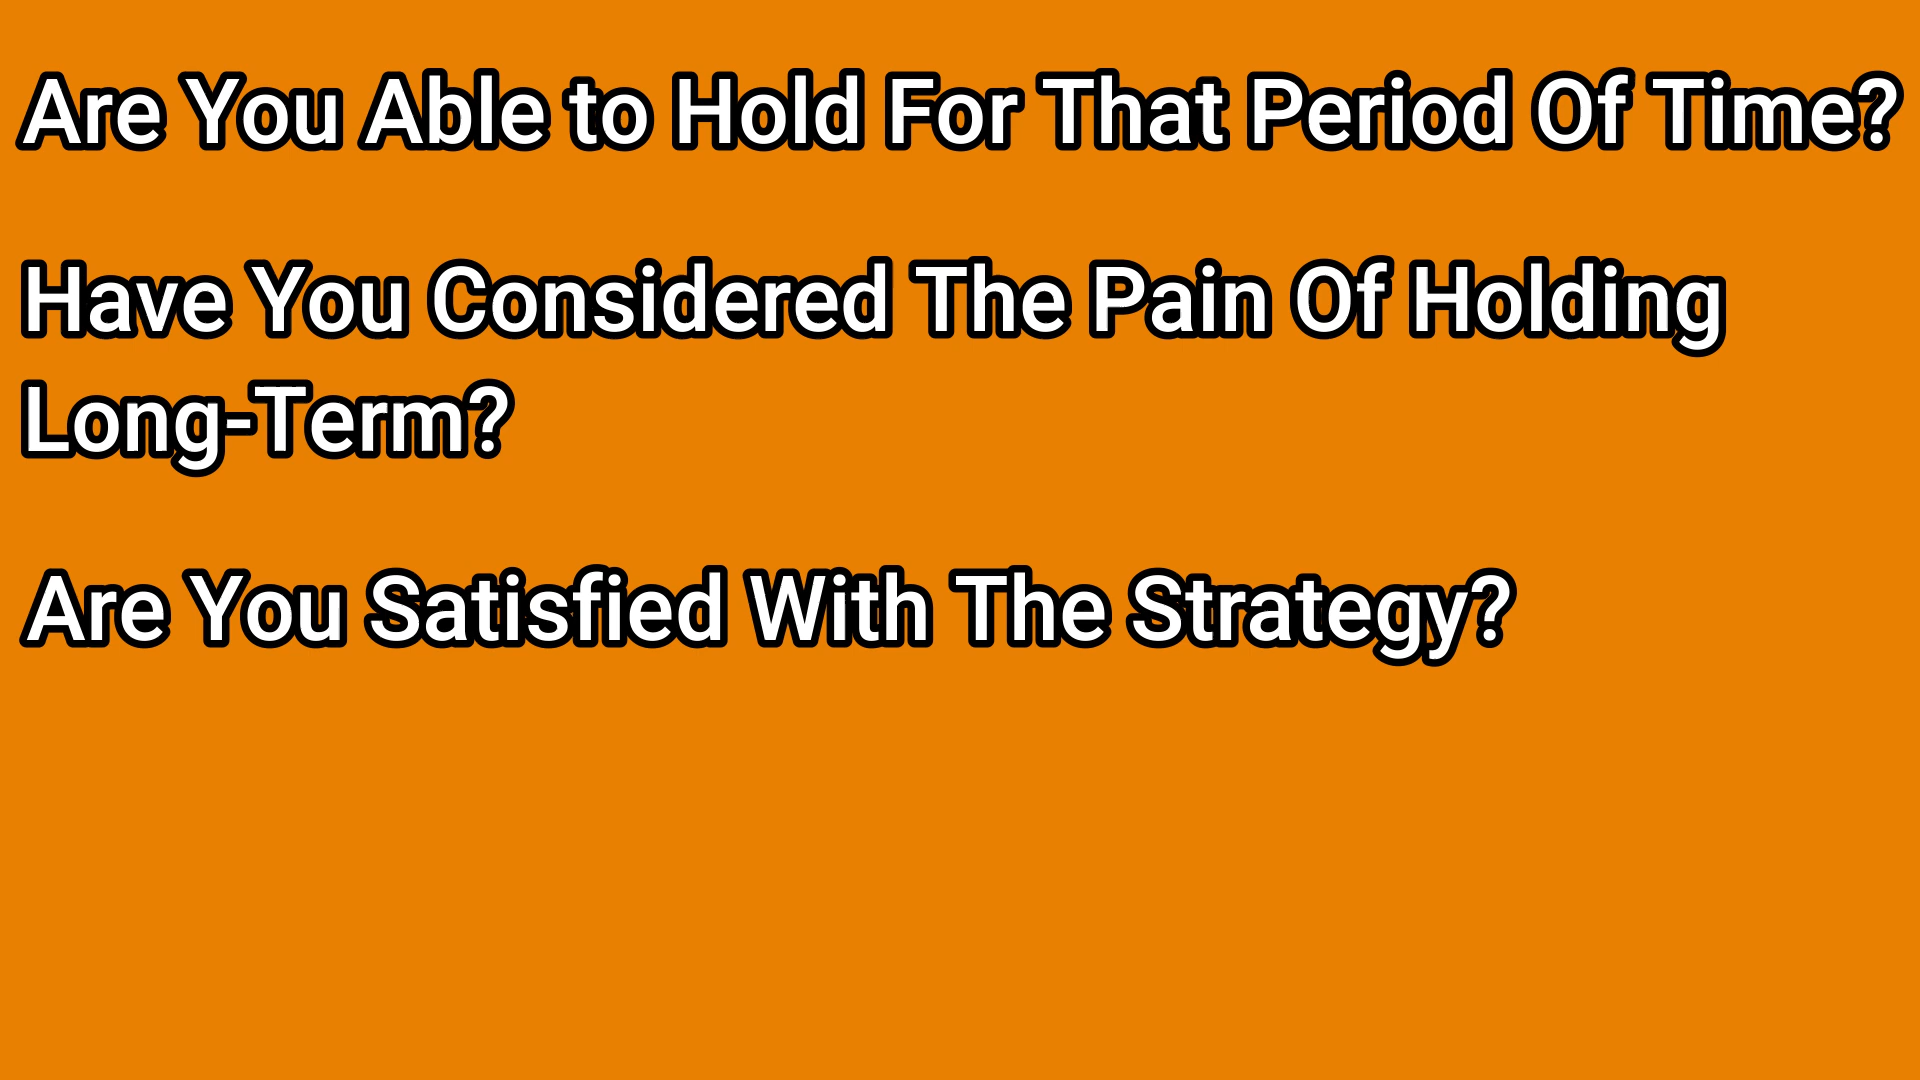 Are You Able to Hold For That Period Of Time?
Have You Considered The Pain Of Holding
Long-Term?
Are You Satisfied With The Strategy?